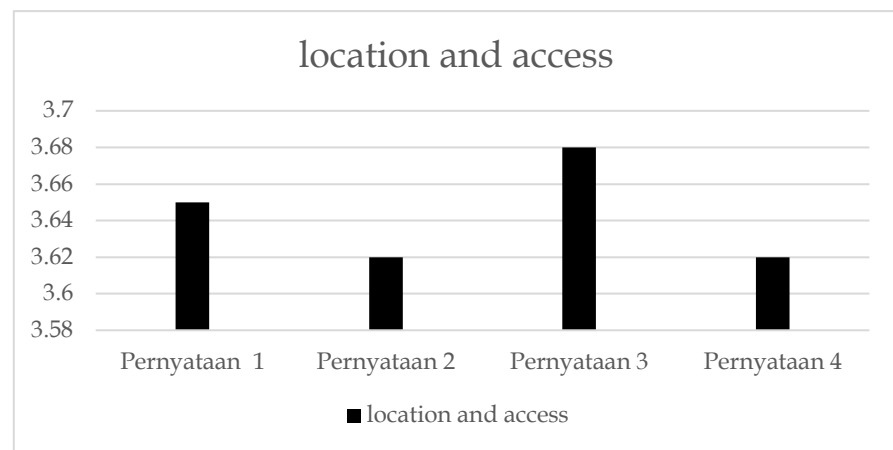 location and access
3.7
3.68
3.66
3.64
3.62
3.6
3.58
Pernyataan 1 Pernyataan 2 Pernyataan 3 Pernyataan 4
location and access